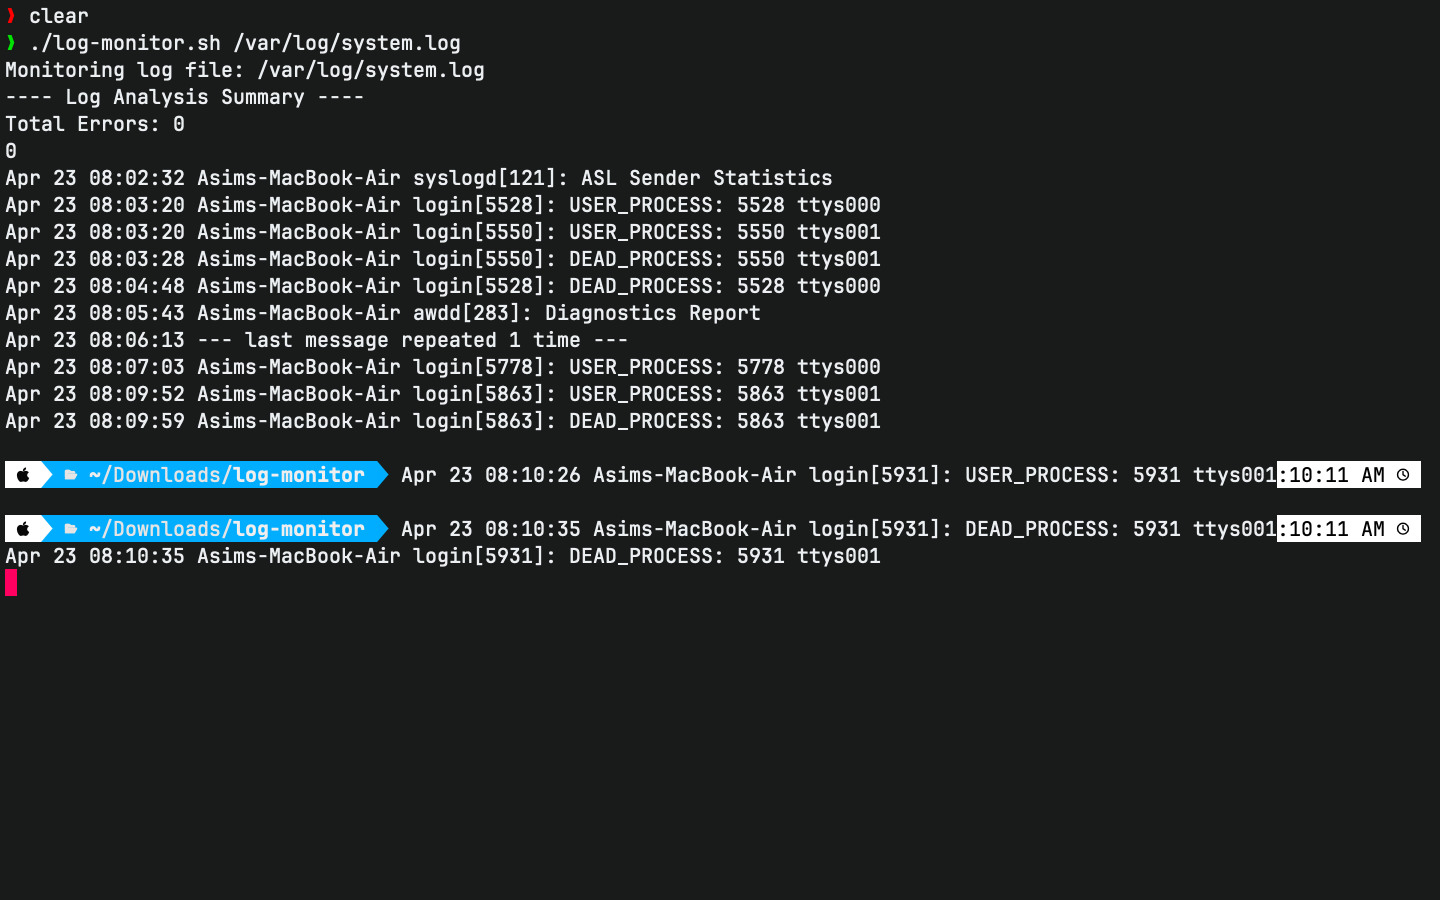 ❯ clear
❯ ./log-monitor.sh /var/log/system.log
Monitoring log file: /var/log/system.log
---- Log Analysis Summary ----
Total Errors: 0
0
Apr 23 08:02:32 Asims-MacBook-Air syslogd[121]: ASL Sender Statistics
Apr 23 08:03:20 Asims-MacBook-Air login[5528]: USER_PROCESS: 5528 ttys000
Apr 23 08:03:20 Asims-MacBook-Air login[5550]: USER_PROCESS: 5550 ttys001
Apr 23 08:03:28 Asims-MacBook-Air login[5550]: DEAD_PROCESS: 5550 ttys001
Apr 23 08:04:48 Asims-MacBook-Air login[5528]: DEAD_PROCESS: 5528 ttys000
Apr 23 08:05:43 Asims-MacBook-Air awdd[283]: Diagnostics Report
Apr 23 08:06:13 --- last message repeated 1 time ---
Apr 23 08:07:03 Asims-MacBook-Air login[5778]: USER_PROCESS: 5778 ttys000
Apr 23 08:09:52 Asims-MacBook-Air login[5863]: USER_PROCESS: 5863 ttys001
Apr 23 08:09:59 Asims-MacBook-Air login[5863]: DEAD_PROCESS: 5863 ttys001
~/Downloads/log-monitor Apr 23 08:10:26 Asims-MacBook-Air login[5931]: USER_PROCESS: 5931 ttys001:10:11 AM
~/Downloads/log-monitor Apr 23 08:10:35 Asims-MacBook-Air login[5931]: DEAD_PROCESS: 5931 ttys001:10:11 AM
Apr 23 08:10:35 Asims-MacBook-Air login[5931]: DEAD_PROCESS: 5931 ttys001